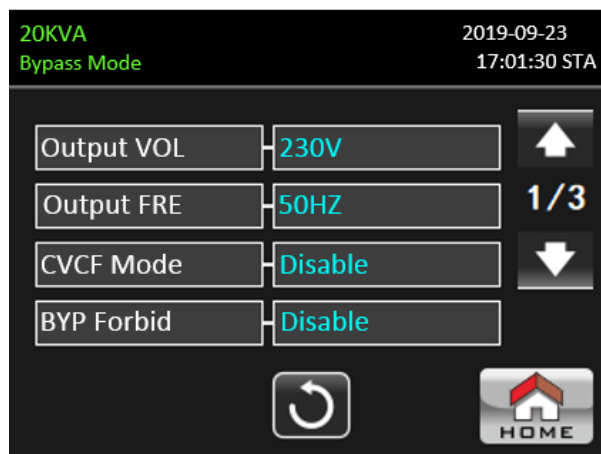 20KVA
2019-09-23
Bypass Mode
17:01:30 STA
Output VOL
230V
Output FRE
50HZ
1/3
CVCF Mode
Disable
BYP Forbid
Disable
HOME